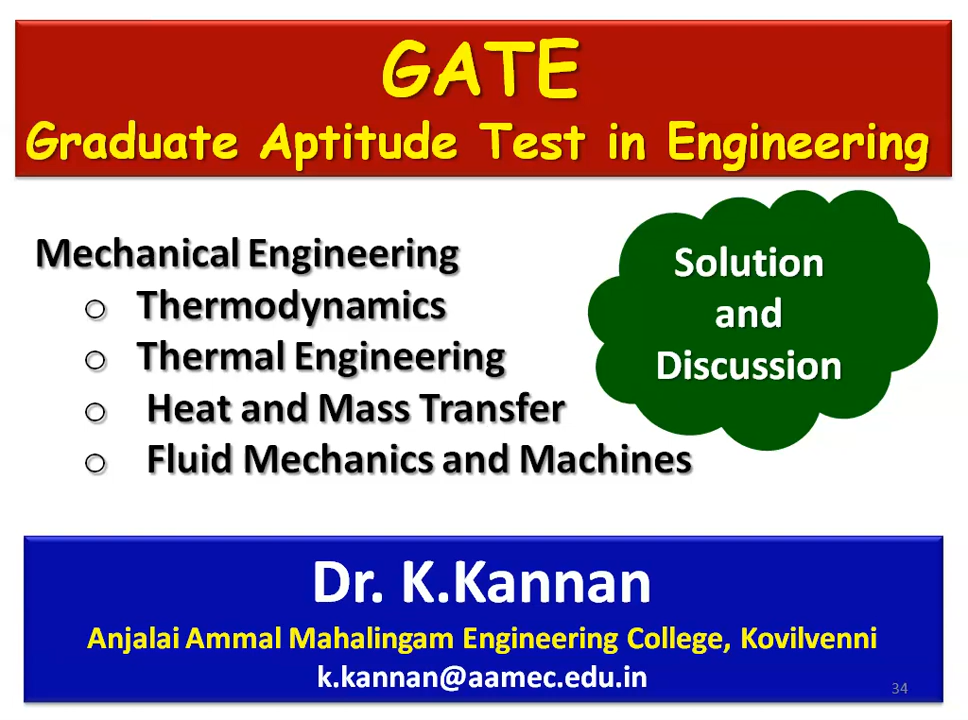 GATE
Graduate Aptitude Test in Engineering
Mechanical Engineering
o Thermodynamics
o Thermal Engineering
o Heat and Mass Transfer
o Fluid Mechanics and Machines
Solution
and
Discussion
Dr. K.Kannan
Anjalai Ammal Mahalingam Engineering College, Kovilvenni
k.kannan@aamec.edu.in
34